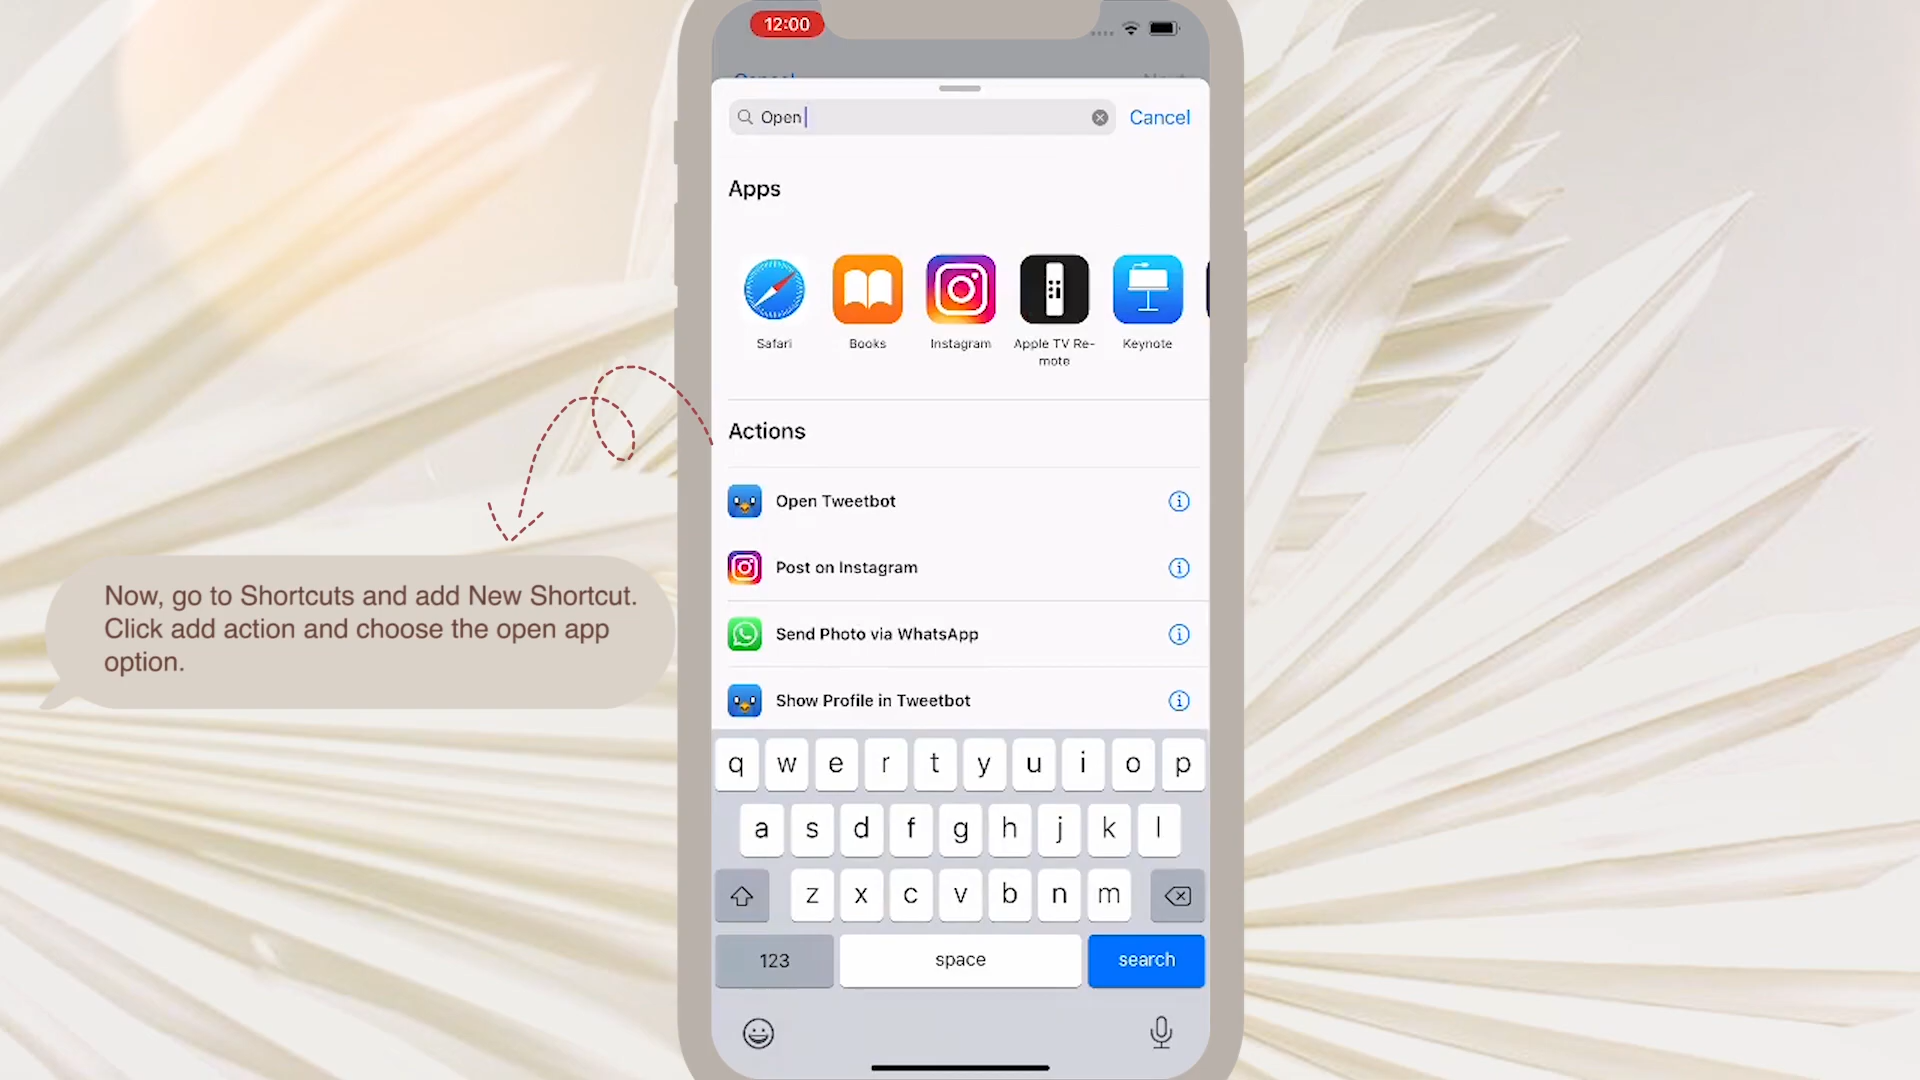 12:00
Open
Cancel
Apps
Safari
Books
Instagram
Apple TV Re-
mote
Keynote
Actions
Open Tweetbot
Post on Instagram
Send Photo via WhatsApp
Show Profile in Tweetbot
Now, go to Shortcuts and add New Shortcut.
Click add action and choose the open app
option.
q w e r t y u i o p
a s d f g h j k l
z x c v b n m
123 space search